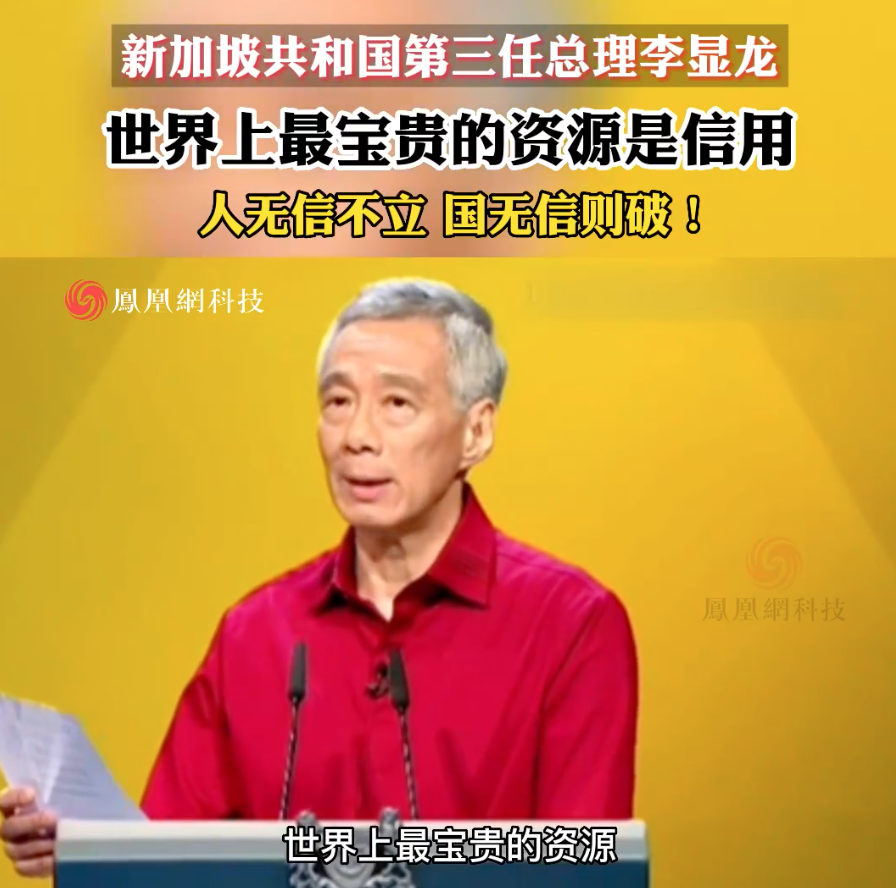 新加坡共和国第三任总理李显龙
世界上最宝贵的资源是信用
人无信不立 国无信则破！
鳳凰網科技
鳳凰網科技
世界上最宝贵的资源